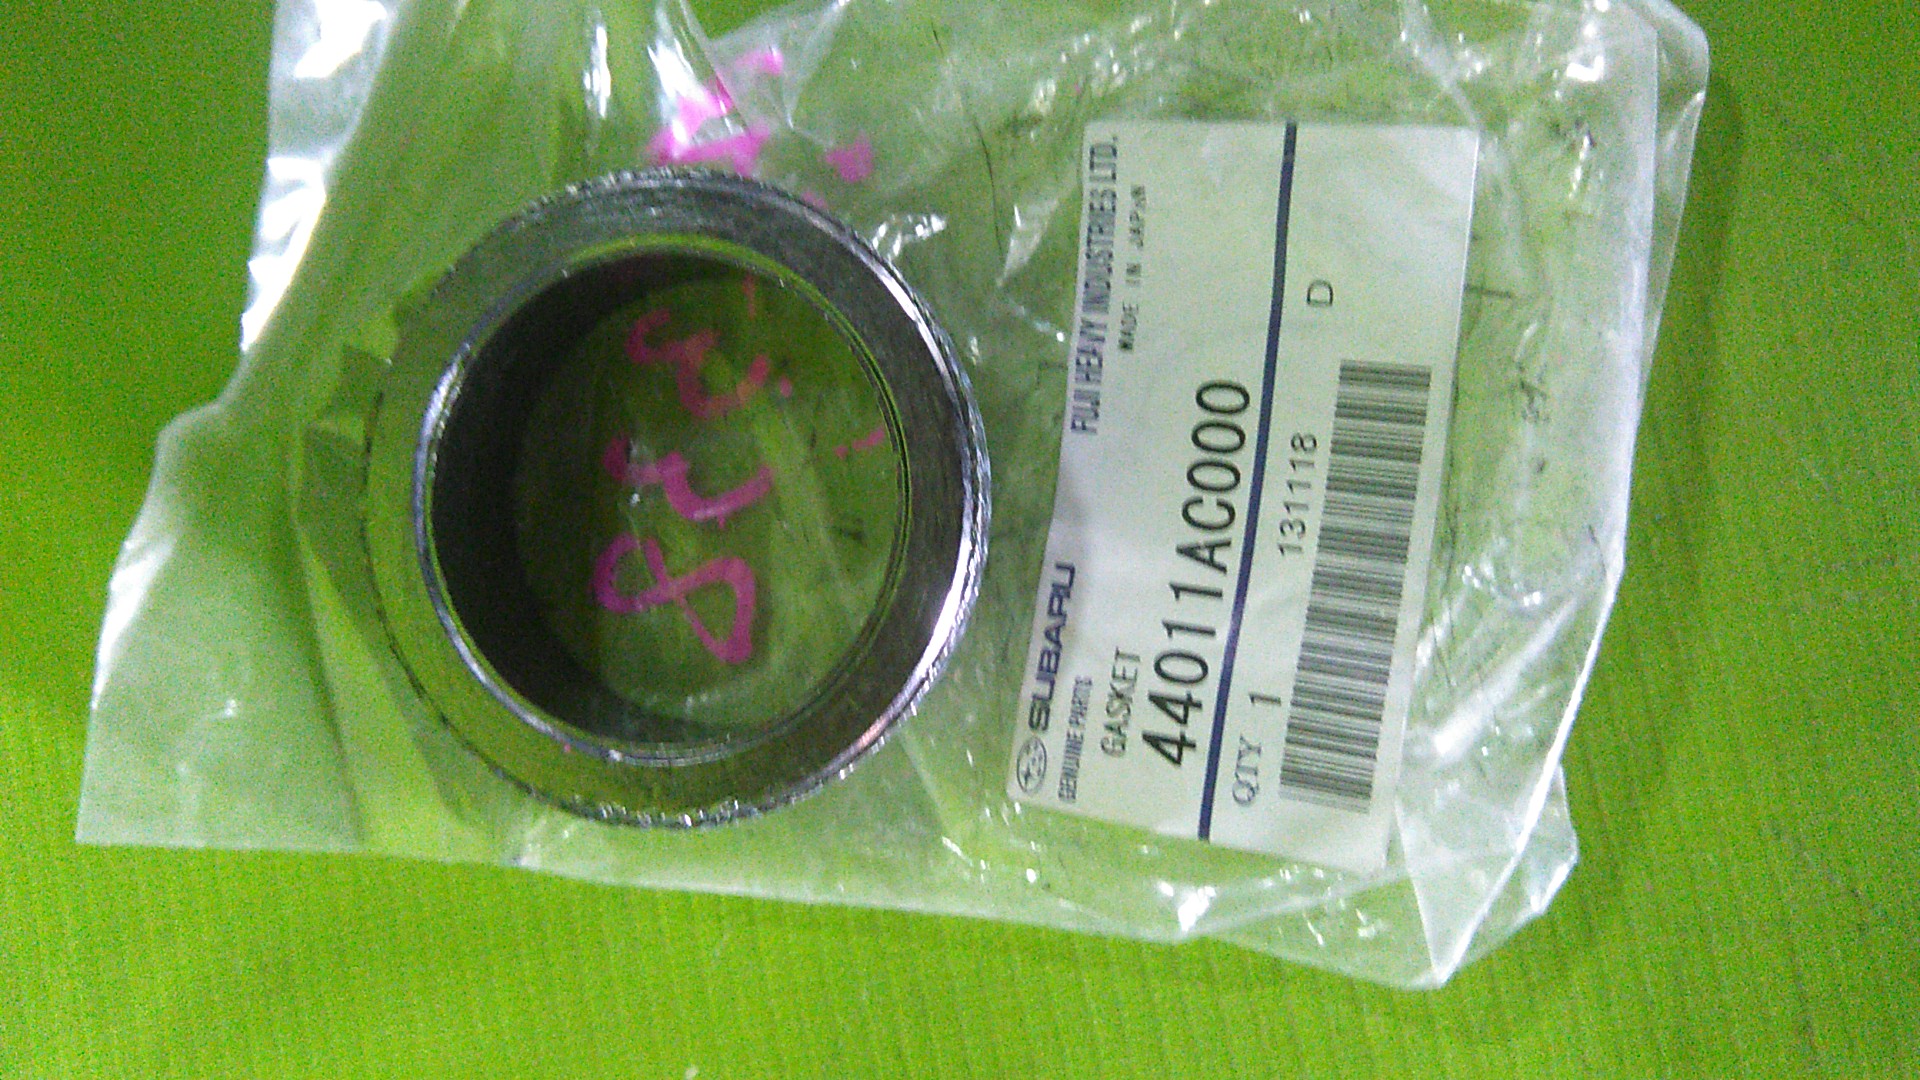 SUBARU FUJI HEAVY INDUSTRIES LTD.
GENUINE PARTS MADE IN JAPAN
GASKET
44011AC000
QTY 1 131118 D